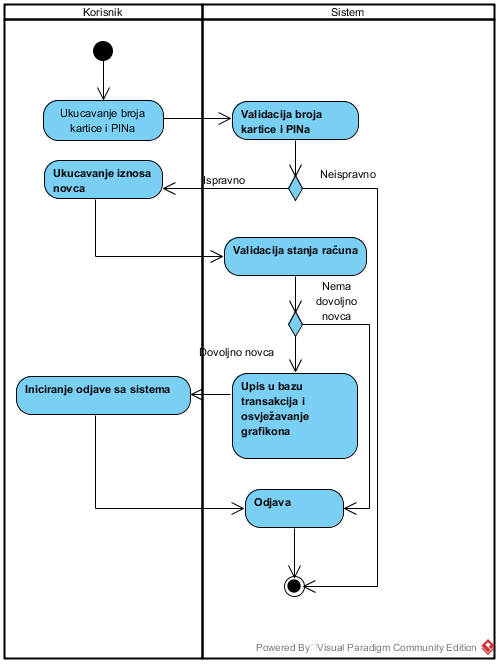 Korisnik
Sistem
Ukucavanje broja
kartice i PINa
Validacija broja
kartice i PINa
Ukucavanje iznosa
novca
Ispravno
Neispravno
Validacija stanja računa
Nema
dovoljno
novca
Dovoljno novca
Iniciranje odjave sa sistema
Upis u bazu
transakcija i
osvježavanje
grafikona
Odjava
Powered By Visual Paradigm Community Edition